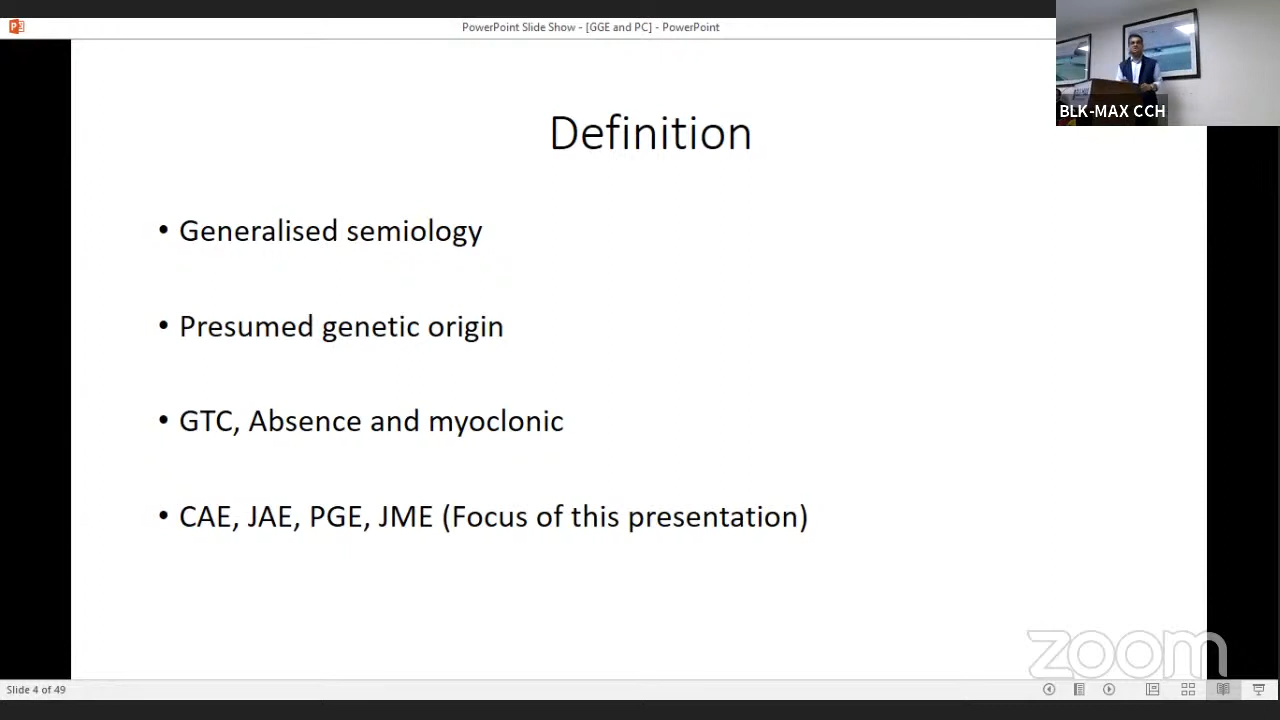 PowerPoint Slide Show - [GGE and PC] - PowerPoint
BLK-MAX CCH
Definition
• Generalised semiology
• Presumed genetic origin
• GTC, Absence and myoclonic
• CAE, JAE, PGE, JME (Focus of this presentation)
zoom
Slide 4 of 49